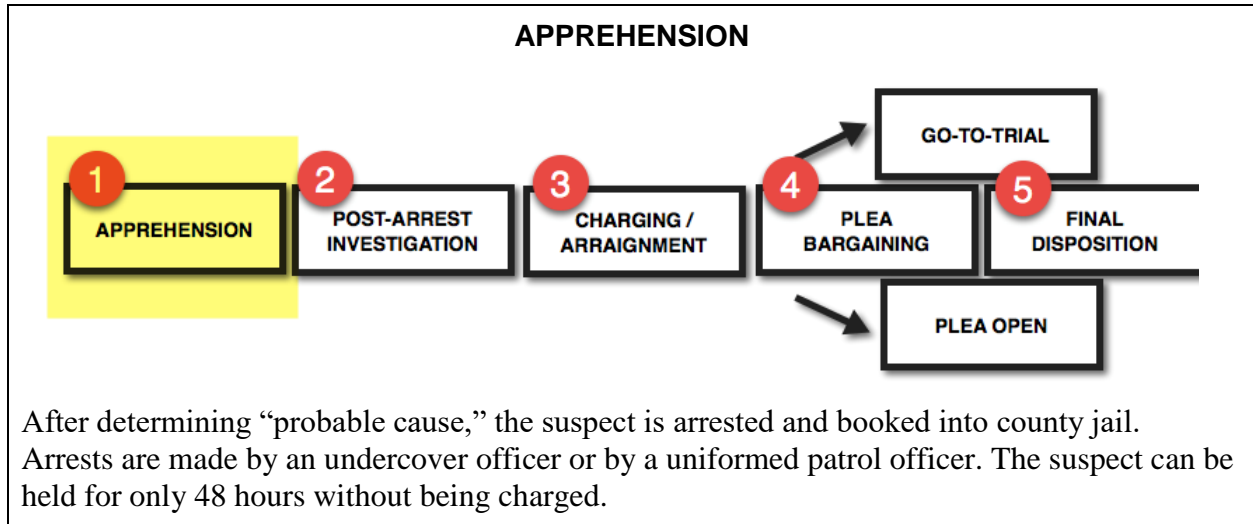 APPREHENSION
GO-TO-TRIAL
1
2
3
4
5
APPREHENSION
POST-ARREST
INVESTIGATION
CHARGING /
ARRAIGNMENT
PLEA
BARGAINING
FINAL
DISPOSITION
PLEA OPEN
After determining “probable cause,” the suspect is arrested and booked into county jail.
Arrests are made by an undercover officer or by a uniformed patrol officer. The suspect can be
held for only 48 hours without being charged.